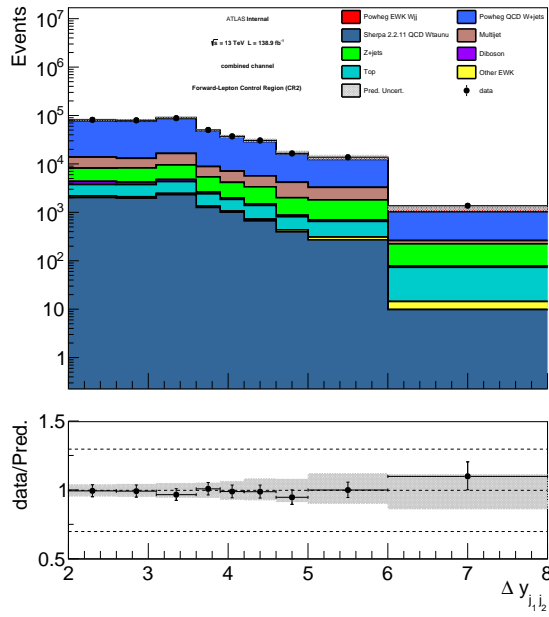 Events
ATLAS Internal
√s = 13 TeV L = 138.9 fb⁻¹
combined channel
Forward-Lepton Control Region (CR2)
Powheg EWK Wjj
Powheg QCD W+jets
Sherpa 2.2.11 QCD Wtaunu
Multijet
Z+jets
Diboson
Top
Other EWK
Pred. Uncert.
data
10⁷
10⁶
10⁵
10⁴
10³
10²
10
1
data/Pred.
1.5
1
0.5
2 3 4 5 6 7 8
Δ y_{j₁ j₂}